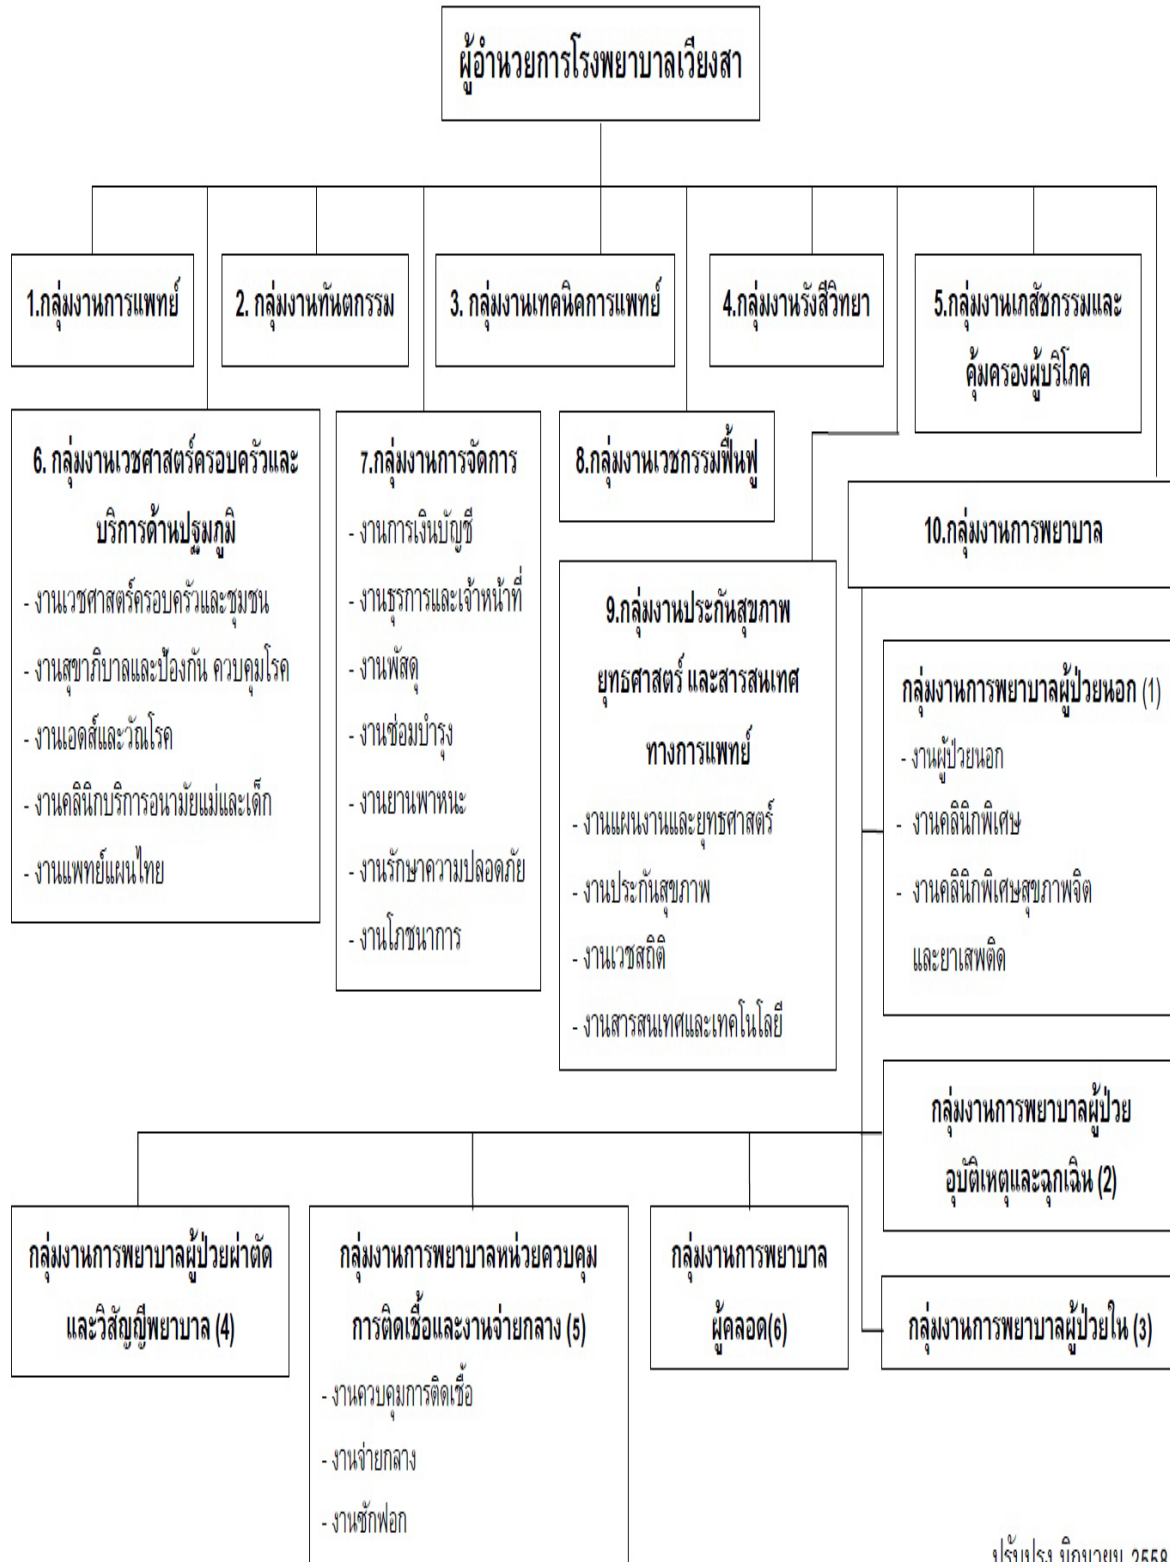 ผู้อำนวยการโรงพยาบาลเวียงสา
1.กลุ่มงานการแพทย์
2. กลุ่มงานทันตกรรม
3. กลุ่มงานเทคนิคการแพทย์
4.กลุ่มงานรังสีวิทยา
5.กลุ่มงานเภสัชกรรมและ
คุ้มครองผู้บริโภค
6. กลุ่มงานเวชศาสตร์ครอบครัวและ
บริการด้านปฐมภูมิ
- งานเวชศาสตร์ครอบครัวและชุมชน
- งานสุขาภิบาลและป้องกัน ควบคุมโรค
- งานเอดส์และวัณโรค
- งานคลินิกบริการอนามัยแม่และเด็ก
- งานแพทย์แผนไทย
7.กลุ่มงานการจัดการ
- งานการเงินบัญชี
- งานธุรการและเจ้าหน้าที่
- งานพัสดุ
- งานซ่อมบำรุง
- งานยานพาหนะ
- งานรักษาความปลอดภัย
- งานโภชนาการ
8.กลุ่มงานเวชกรรมฟื้นฟู
9.กลุ่มงานประกันสุขภาพ
ยุทธศาสตร์ และสารสนเทศ
ทางการแพทย์
- งานแผนงานและยุทธศาสตร์
- งานประกันสุขภาพ
- งานเวชสถิติ
- งานสารสนเทศและเทคโนโลยี
10.กลุ่มงานการพยาบาล
กลุ่มงานการพยาบาลผู้ป่วยนอก (1)
- งานผู้ป่วยนอก
- งานคลินิกพิเศษ
- งานคลินิกพิเศษสุขภาพจิต
และยาเสพติด
กลุ่มงานการพยาบาลผู้ป่วย
อุบัติเหตุและฉุกเฉิน (2)
กลุ่มงานการพยาบาลผู้ป่วยใน (3)
กลุ่มงานการพยาบาลผู้ป่วยผ่าตัด
และวิสัญญีพยาบาล (4)
กลุ่มงานการพยาบาลหน่วยควบคุม
การติดเชื้อและงานจ่ายกลาง (5)
- งานควบคุมการติดเชื้อ
- งานจ่ายกลาง
- งานซักฟอก
กลุ่มงานการพยาบาล
ผู้คลอด(6)
ปรับปรุง มิถุนายน 2558